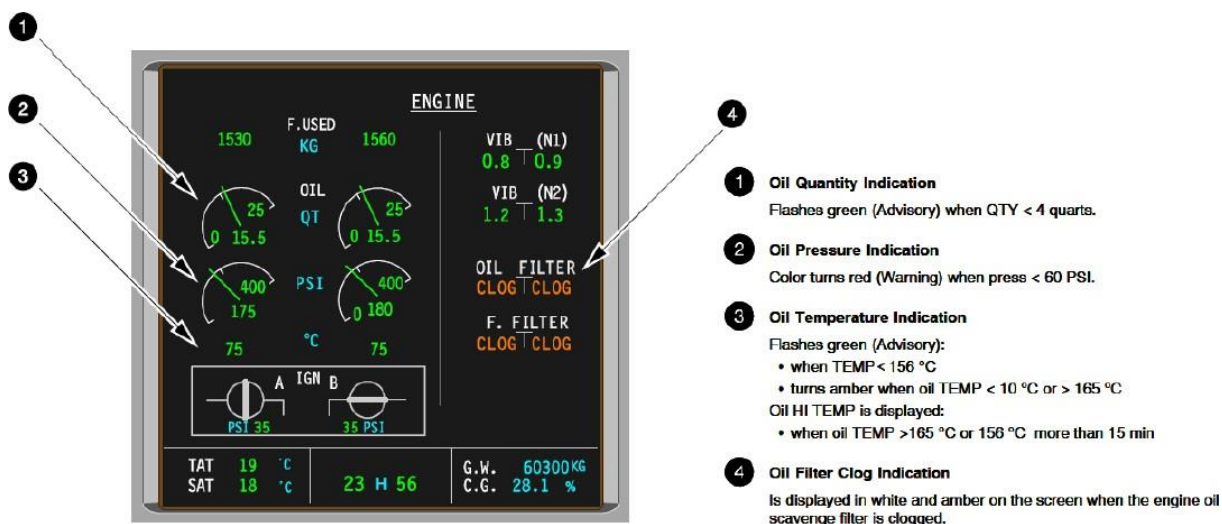 1
2
3
4
ENGINE
F.USED
1530 KG 1560
OIL
25 QT 25
0 15.5 0 15.5
400 PSI 400
175 0 180
75 °C 75
A IGN B
PSI 35 35 PSI
VIB (N1)
0.8 0.9
VIB (N2)
1.2 1.3
OIL FILTER
CLOG CLOG
F. FILTER
CLOG CLOG
TAT 19 °C
SAT 18 °C
23 H 56
G.W. 60300 KG
C.G. 28.1 %
1 Oil Quantity Indication
Flashes green (Advisory) when QTY < 4 quarts.
2 Oil Pressure Indication
Color turns red (Warning) when press < 60 PSI.
3 Oil Temperature Indication
Flashes green (Advisory):
• when TEMP< 156 °C
• turns amber when oil TEMP < 10 °C or > 165 °C
Oil HI TEMP is displayed:
• when oil TEMP >165 °C or 156 °C more than 15 min
4 Oil Filter Clog Indication
Is displayed in white and amber on the screen when the engine oil
scavenge filter is clogged.